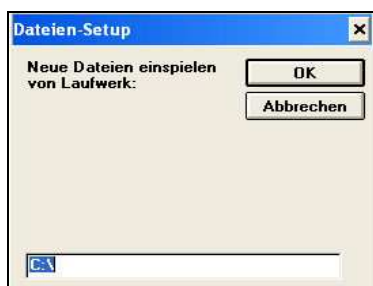 Dateien-Setup
Neue Dateien einspielen
von Laufwerk:
OK
Abbrechen
C:\